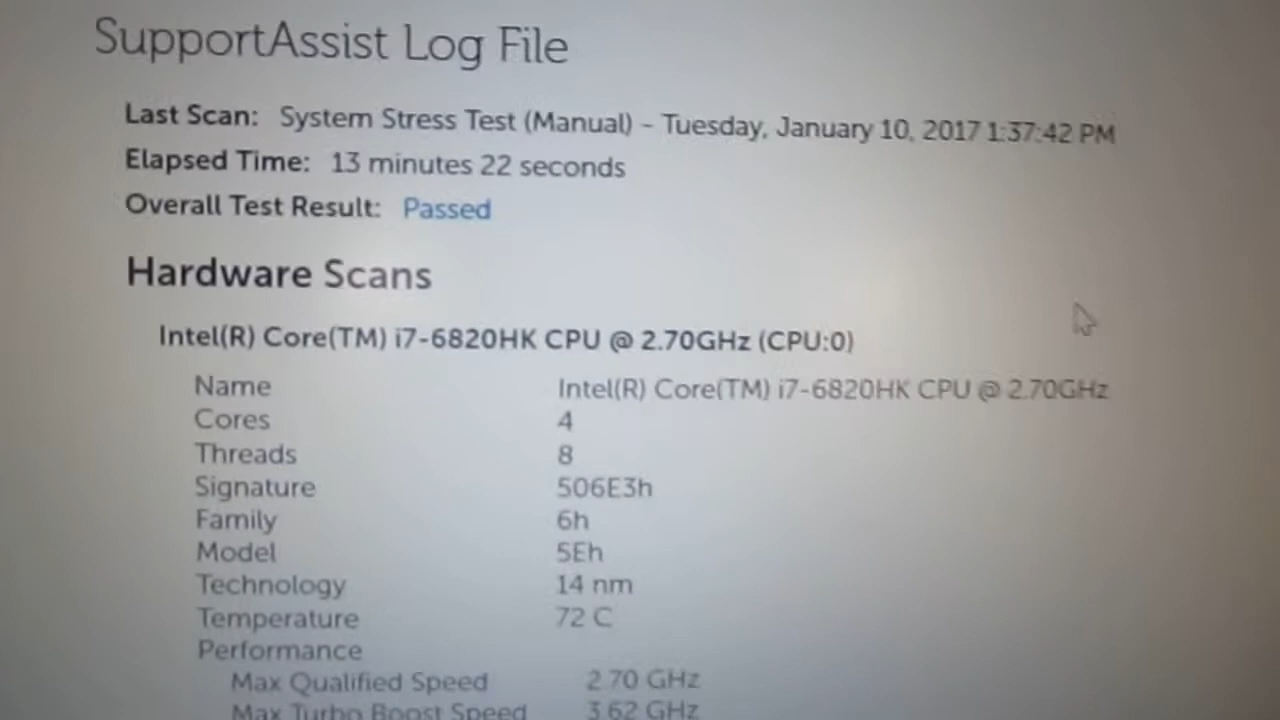 SupportAssist Log File
Last Scan: System Stress Test (Manual) - Tuesday, January 10, 2017 1:37:42 PM
Elapsed Time: 13 minutes 22 seconds
Overall Test Result: Passed
Hardware Scans
Intel(R) Core(TM) i7-6820HK CPU @ 2.70GHz (CPU:0)
Name Intel(R) Core(TM) i7-6820HK CPU @ 2.70GHz
Cores 4
Threads 8
Signature 506E3h
Family 6h
Model 5Eh
Technology 14 nm
Temperature 72 C
Performance
Max Qualified Speed 2.70 GHz
Max Turbo Boost Speed 3.62 GHz